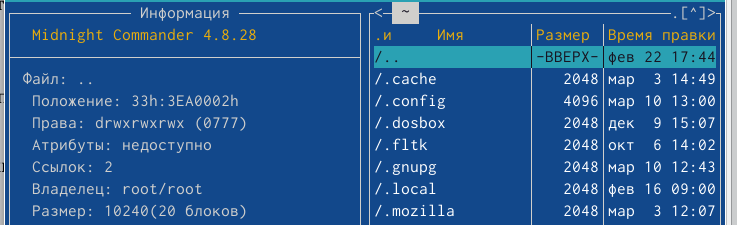 Информация
Midnight Commander 4.8.28
Файл: ..
Положение: 33h:3EA0002h
Права: drwxrwxrwx (0777)
Атрибуты: недоступно
Ссылок: 2
Владелец: root/root
Размер: 10240(20 блоков)
<─ ~ ─.[^]>
.и Имя Размер Время правки
/.. -ВВЕРХ- фев 22 17:44
/.cache 2048 мар 3 14:49
/.config 4096 мар 10 13:00
/.dosbox 2048 дек 9 15:07
/.fltk 2048 окт 6 14:02
/.gnupg 2048 мар 10 12:43
/.local 2048 фев 16 09:00
/.mozilla 2048 мар 3 12:07